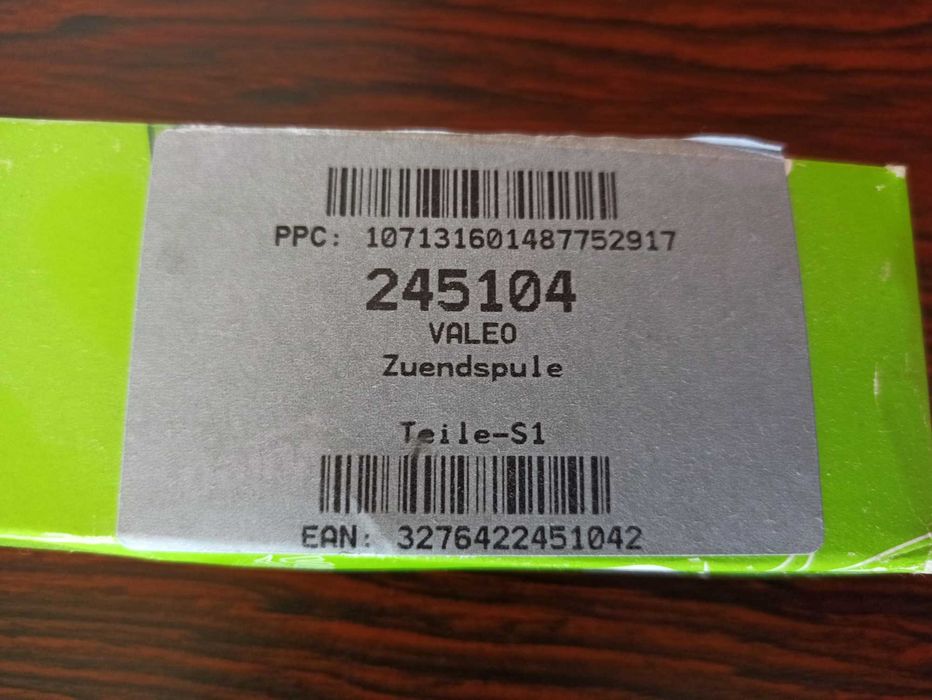 PPC: 107131601487752917
245104
VALEO
Zuendspule
Teile-S1
EAN: 3276422451042